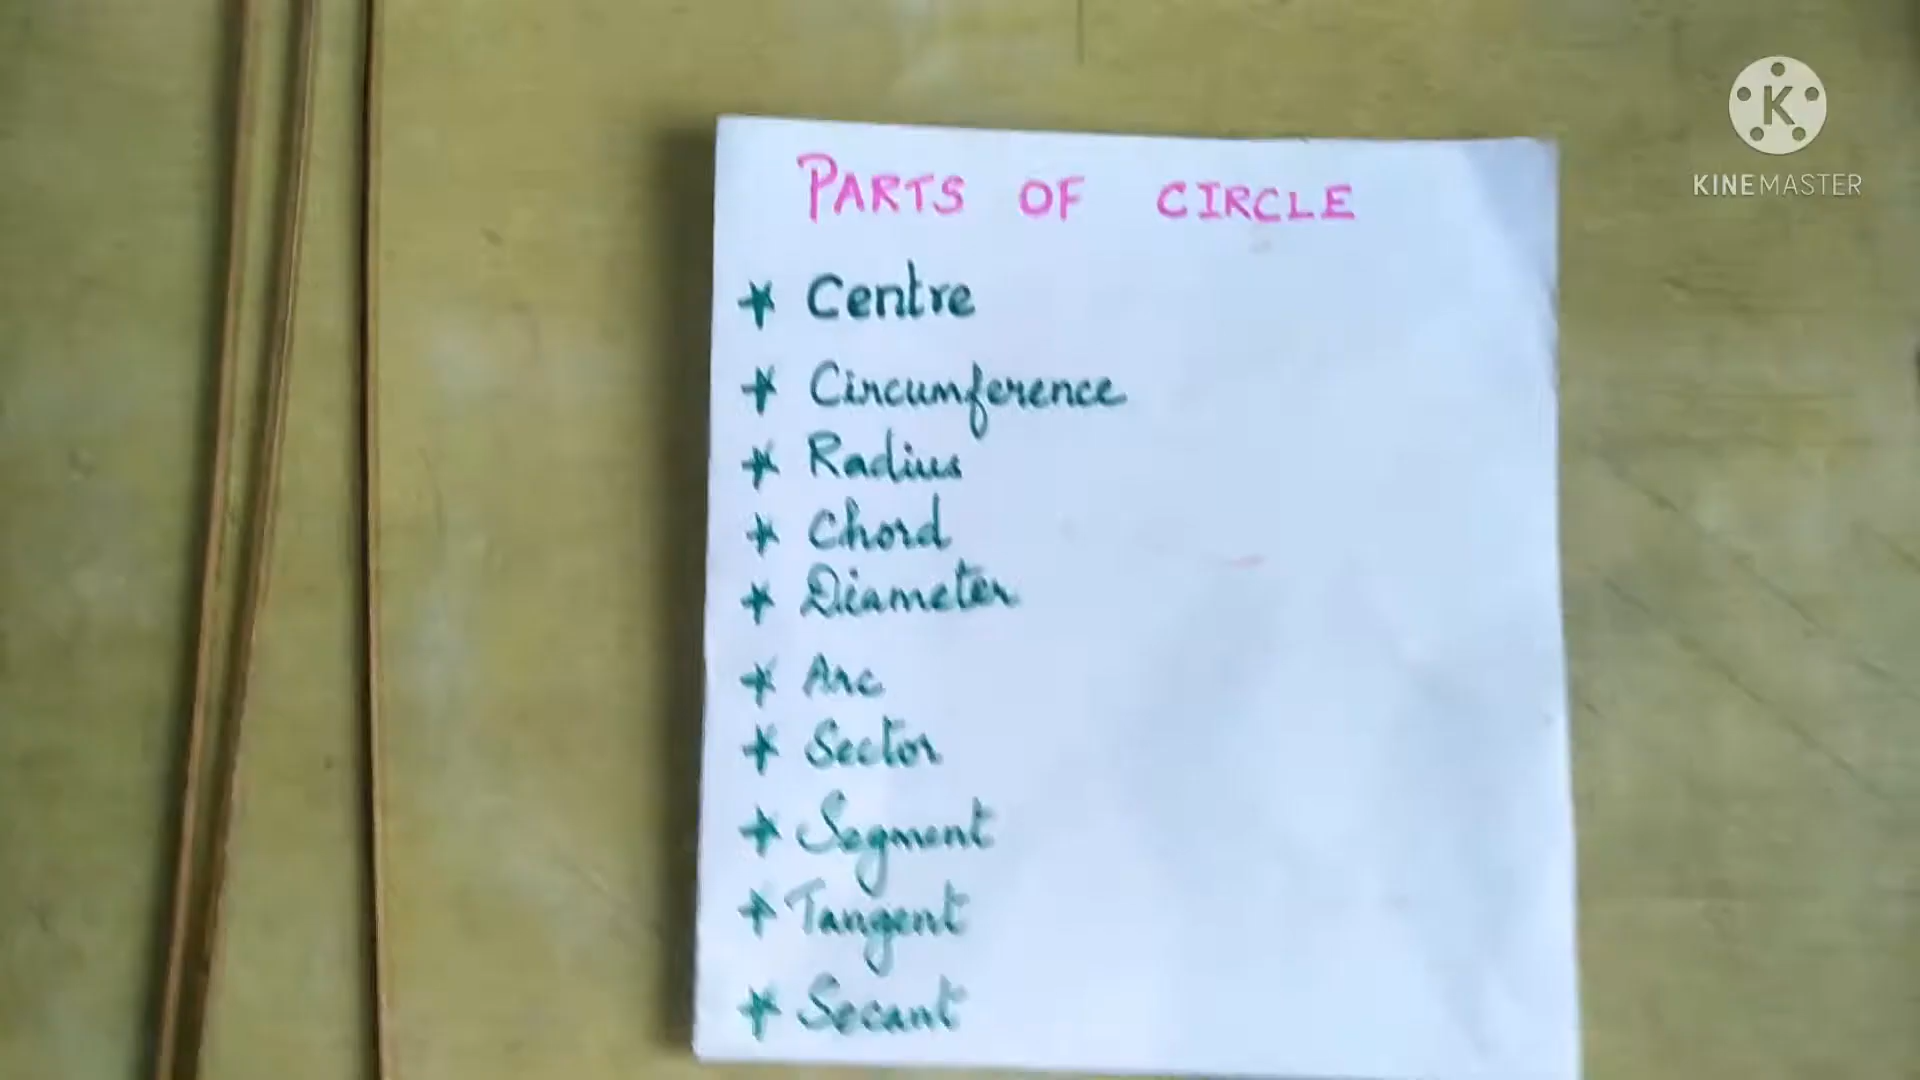 PARTS OF CIRCLE
* Centre
* Circumference
* Radius
* Chord
* Diameter
* Arc
* Sector
* Segment
* Tangent
* Secant
K
KINEMASTER